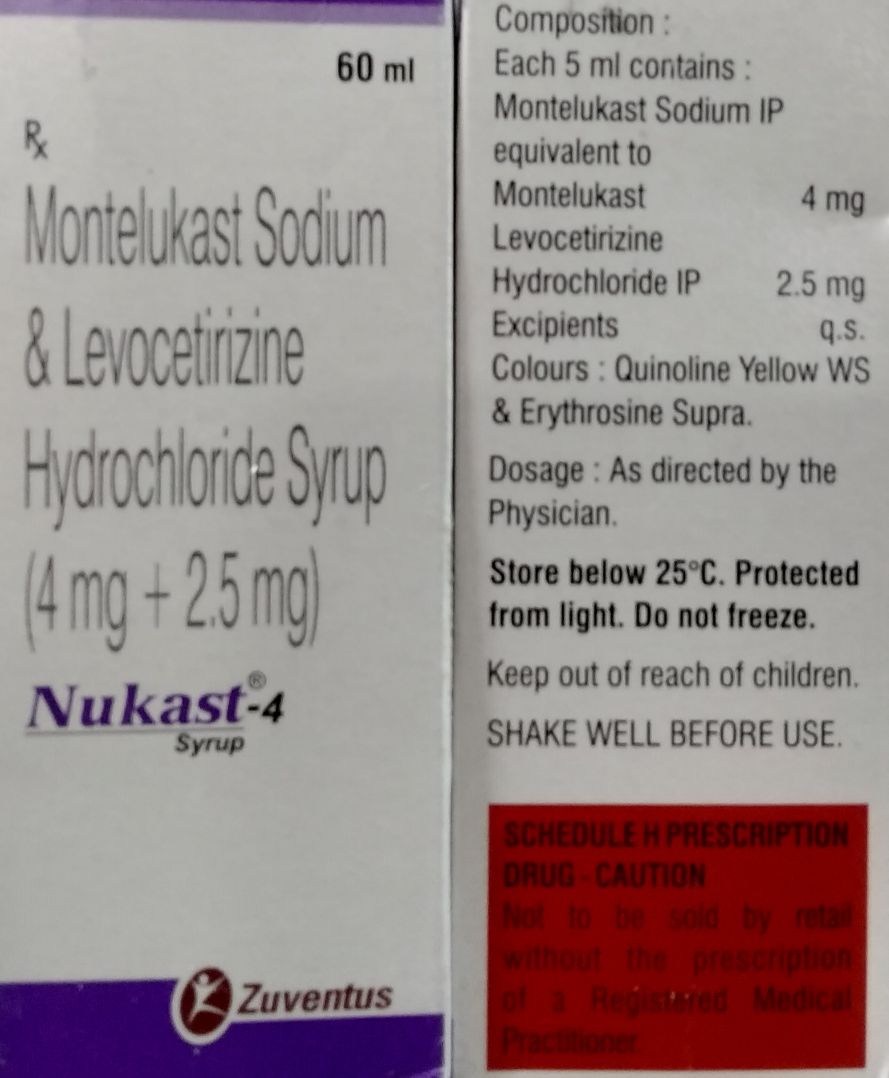 60 ml
Rx
Montelukast Sodium
& Levocetirizine
Hydrochloride Syrup
(4 mg + 2.5 mg)
Nukast®-4
Syrup
Zuventus
Composition :
Each 5 ml contains :
Montelukast Sodium IP
equivalent to
Montelukast 4 mg
Levocetirizine
Hydrochloride IP 2.5 mg
Excipients q.s.
Colours : Quinoline Yellow WS
& Erythrosine Supra.
Dosage : As directed by the
Physician.
Store below 25°C. Protected
from light. Do not freeze.
Keep out of reach of children.
SHAKE WELL BEFORE USE.
SCHEDULE H PRESCRIPTION
DRUG - CAUTION
Not to be sold by retail
without the prescription
of a Registered Medical
Practitioner